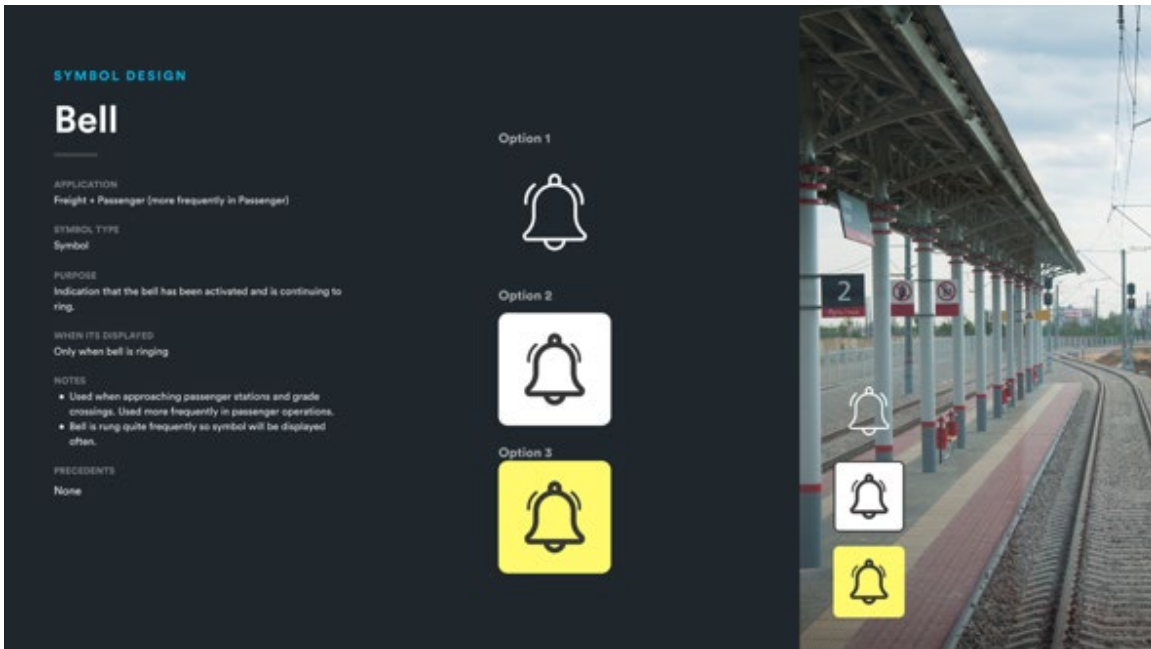 SYMBOL DESIGN
Bell
APPLICATION
Freight + Passenger (more frequently in Passenger)
SYMBOL TYPE
Symbol
PURPOSE
Indication that the bell has been activated and is continuing to
ring.
WHEN ITS DISPLAYED
Only when bell is ringing
NOTES
• Used when approaching passenger stations and grade
crossings. Used more frequently in passenger operations.
• Bell is rung quite frequently so symbol will be displayed
often.
PRECEDENTS
None
Option 1
Option 2
Option 3
2